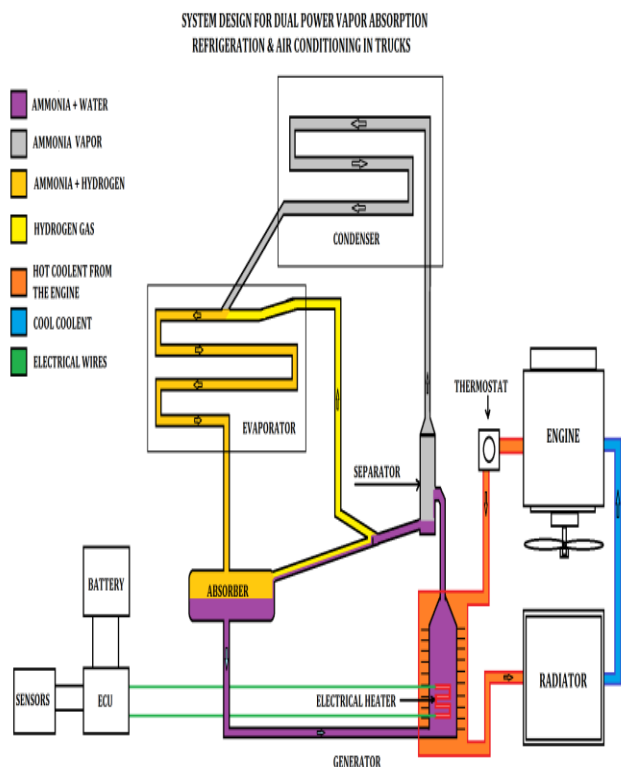 SYSTEM DESIGN FOR DUAL POWER VAPOR ABSORPTION
REFRIGERATION & AIR CONDITIONING IN TRUCKS
AMMONIA + WATER
AMMONIA VAPOR
AMMONIA + HYDROGEN
HYDROGEN GAS
HOT COOLENT FROM
THE ENGINE
COOL COOLENT
ELECTRICAL WIRES
CONDENSER
EVAPORATOR
THERMOSTAT
ENGINE
SEPARATOR
BATTERY
ABSORBER
SENSORS
ECU
ELECTRICAL HEATER
RADIATOR
GENERATOR